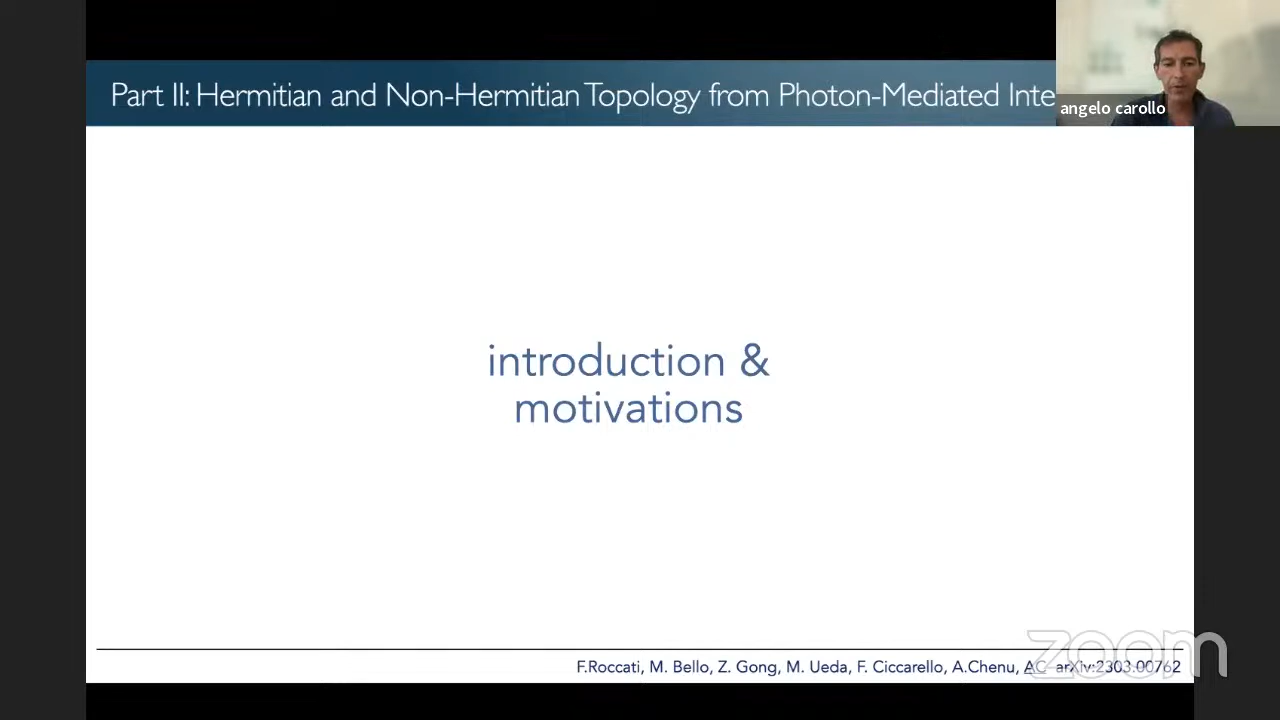 Part II: Hermitian and Non-Hermitian Topology from Photon-Mediated Inte
angelo carollo
introduction &
motivations
zoom
F.Roccati, M. Bello, Z. Gong, M. Ueda, F. Ciccarello, A.Chenu, AC arXiv:2303.00762